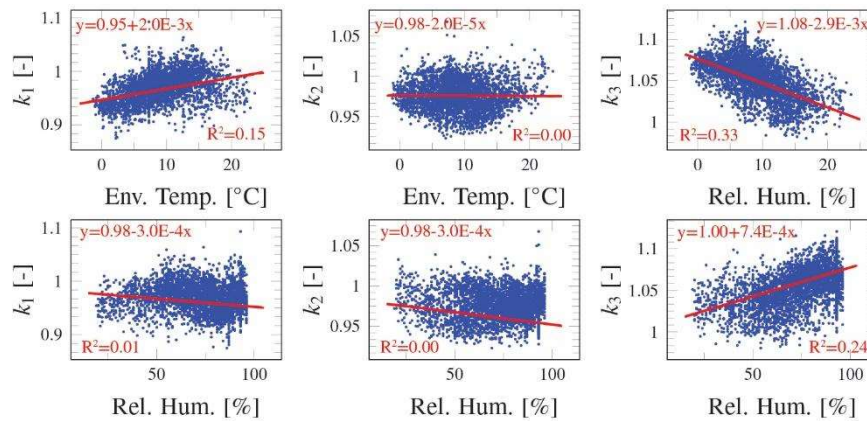 1.1
1
0.9
k1 [-]
y=0.95+2.0E-3x
R²=0.15
0 10 20
Env. Temp. [°C]
1.05
1
0.95
k2 [-]
y=0.98-2.0E-5x
R²=0.00
0 10 20
Env. Temp. [°C]
1.1
1.05
1
k3 [-]
y=1.08-2.9E-3x
R²=0.33
0 10 20
Rel. Hum. [%]
1.1
1
0.9
k1 [-]
y=0.98-3.0E-4x
R²=0.01
50 100
Rel. Hum. [%]
1.05
1
0.95
k2 [-]
y=0.98-3.0E-4x
R²=0.00
50 100
Rel. Hum. [%]
1.1
1.05
1
k3 [-]
y=1.00+7.4E-4x
R²=0.24
50 100
Rel. Hum. [%]